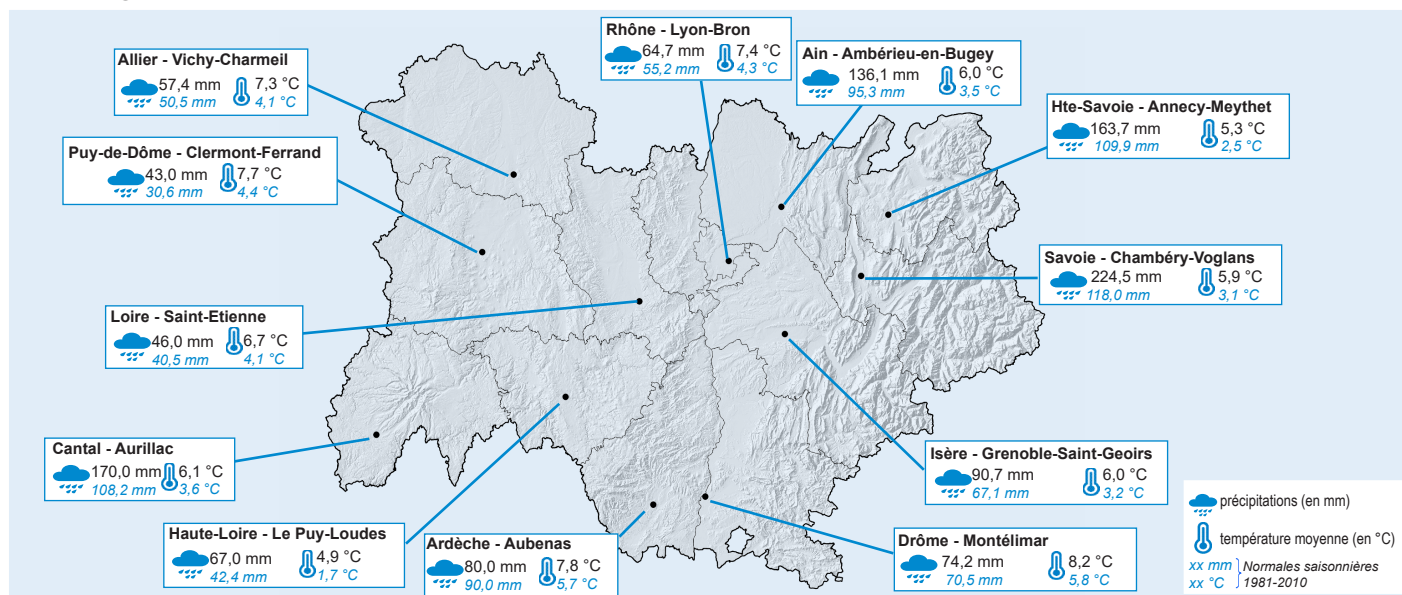 Rhône - Lyon-Bron
64,7 mm 7,4 °C
55,2 mm 4,3 °C
Ain - Ambérieu-en-Bugey
136,1 mm 6,0 °C
95,3 mm 3,5 °C
Allier - Vichy-Charmeil
57,4 mm 7,3 °C
50,5 mm 4,1 °C
Hte-Savoie - Annecy-Meythet
163,7 mm 5,3 °C
109,9 mm 2,5 °C
Puy-de-Dôme - Clermont-Ferrand
43,0 mm 7,7 °C
30,6 mm 4,4 °C
Savoie - Chambéry-Voglans
224,5 mm 5,9 °C
118,0 mm 3,1 °C
Loire - Saint-Etienne
46,0 mm 6,7 °C
40,5 mm 4,1 °C
Cantal - Aurillac
170,0 mm 6,1 °C
108,2 mm 3,6 °C
Isère - Grenoble-Saint-Geoirs
90,7 mm 6,0 °C
67,1 mm 3,2 °C
Haute-Loire - Le Puy-Loudes
67,0 mm 4,9 °C
42,4 mm 1,7 °C
Ardèche - Aubenas
80,0 mm 7,8 °C
90,0 mm 5,7 °C
Drôme - Montélimar
74,2 mm 8,2 °C
70,5 mm 5,8 °C
précipitations (en mm)
température moyenne (en °C)
xx mm Normales saisonnières
xx °C 1981-2010